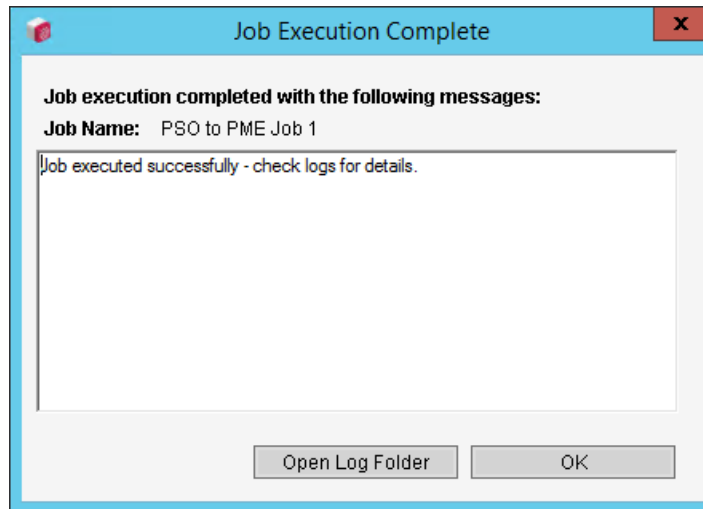 Job Execution Complete
x
Job execution completed with the following messages:
Job Name: PSO to PME Job 1
Job executed successfully - check logs for details.
Open Log Folder OK